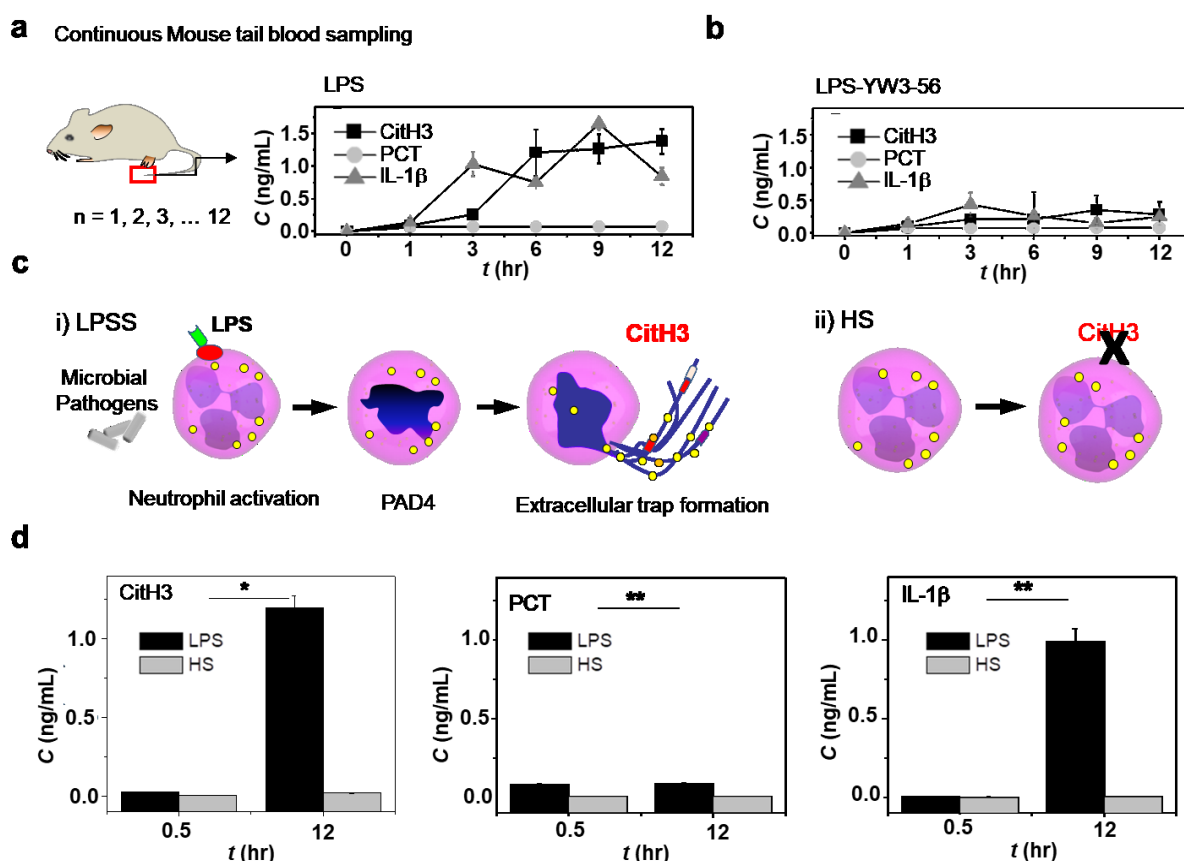 a Continuous Mouse tail blood sampling
n = 1, 2, 3, ... 12
LPS
CitH3
PCT
IL-1β
C (ng/mL)
1.5
1.0
0.5
0.0
0 1 3 6 9 12
t (hr)
b
LPS-YW3-56
CitH3
PCT
IL-1β
C (ng/mL)
1.5
1.0
0.5
0.0
0 1 3 6 9 12
t (hr)
c
i) LPSS
LPS
Microbial
Pathogens
CitH3
Neutrophil activation
PAD4
Extracellular trap formation
ii) HS
CitH3
X
d
CitH3
*
LPS
HS
C (ng/mL)
1.0
0.5
0.0
0.5 12
t (hr)
PCT
**
LPS
HS
C (ng/mL)
1.0
0.5
0.0
0.5 12
t (hr)
IL-1β
**
LPS
HS
C (ng/mL)
1.0
0.5
0.0
0.5 12
t (hr)